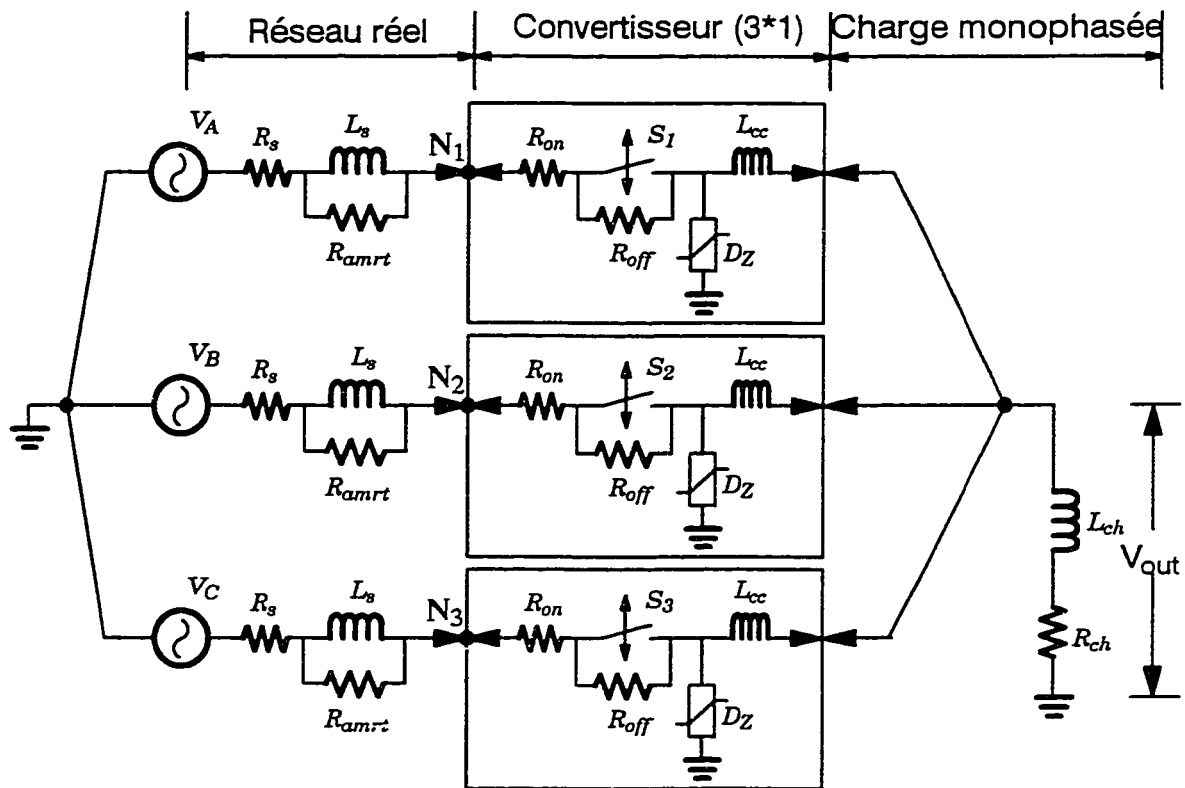 Réseau réel Convertisseur (3*1) Charge monophasée
V_A R_s L_s N_1 R_on S_1 L_cc
R_amrt R_off D_Z
V_B R_s L_s N_2 R_on S_2 L_cc
R_amrt R_off D_Z
L_ch
V_out
V_C R_s L_s N_3 R_on S_3 L_cc
R_ch
R_amrt R_off D_Z